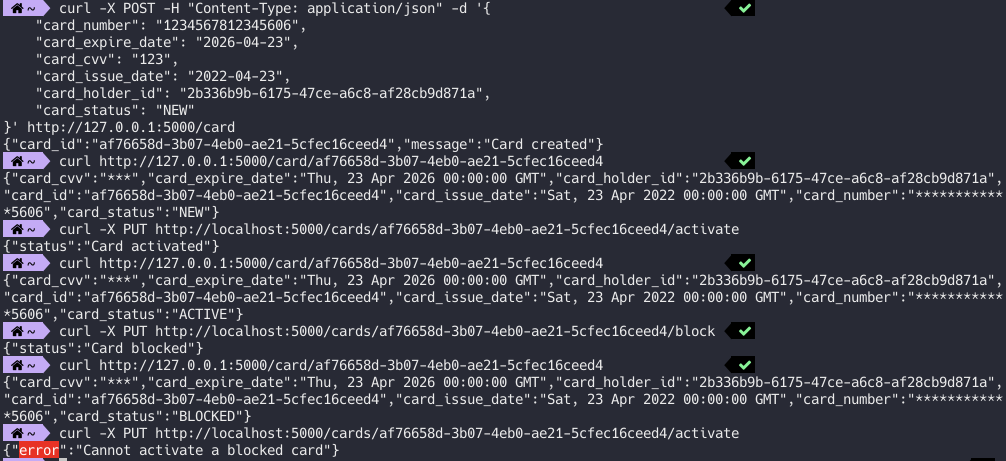 ~ curl -X POST -H "Content-Type: application/json" -d '{
    "card_number": "1234567812345606",
    "card_expire_date": "2026-04-23",
    "card_cvv": "123",
    "card_issue_date": "2022-04-23",
    "card_holder_id": "2b336b9b-6175-47ce-a6c8-af28cb9d871a",
    "card_status": "NEW"
}' http://127.0.0.1:5000/card
{"card_id":"af76658d-3b07-4eb0-ae21-5cfec16ceed4","message":"Card created"}
~ curl http://127.0.0.1:5000/card/af76658d-3b07-4eb0-ae21-5cfec16ceed4
{"card_cvv":"***","card_expire_date":"Thu, 23 Apr 2026 00:00:00 GMT","card_holder_id":"2b336b9b-6175-47ce-a6c8-af28cb9d871a",
"card_id":"af76658d-3b07-4eb0-ae21-5cfec16ceed4","card_issue_date":"Sat, 23 Apr 2022 00:00:00 GMT","card_number":"***********
*5606","card_status":"NEW"}
~ curl -X PUT http://localhost:5000/cards/af76658d-3b07-4eb0-ae21-5cfec16ceed4/activate
{"status":"Card activated"}
~ curl http://127.0.0.1:5000/card/af76658d-3b07-4eb0-ae21-5cfec16ceed4
{"card_cvv":"***","card_expire_date":"Thu, 23 Apr 2026 00:00:00 GMT","card_holder_id":"2b336b9b-6175-47ce-a6c8-af28cb9d871a",
"card_id":"af76658d-3b07-4eb0-ae21-5cfec16ceed4","card_issue_date":"Sat, 23 Apr 2022 00:00:00 GMT","card_number":"***********
*5606","card_status":"ACTIVE"}
~ curl -X PUT http://localhost:5000/cards/af76658d-3b07-4eb0-ae21-5cfec16ceed4/block
{"status":"Card blocked"}
~ curl http://127.0.0.1:5000/card/af76658d-3b07-4eb0-ae21-5cfec16ceed4
{"card_cvv":"***","card_expire_date":"Thu, 23 Apr 2026 00:00:00 GMT","card_holder_id":"2b336b9b-6175-47ce-a6c8-af28cb9d871a",
"card_id":"af76658d-3b07-4eb0-ae21-5cfec16ceed4","card_issue_date":"Sat, 23 Apr 2022 00:00:00 GMT","card_number":"***********
*5606","card_status":"BLOCKED"}
~ curl -X PUT http://localhost:5000/cards/af76658d-3b07-4eb0-ae21-5cfec16ceed4/activate
{"error":"Cannot activate a blocked card"}